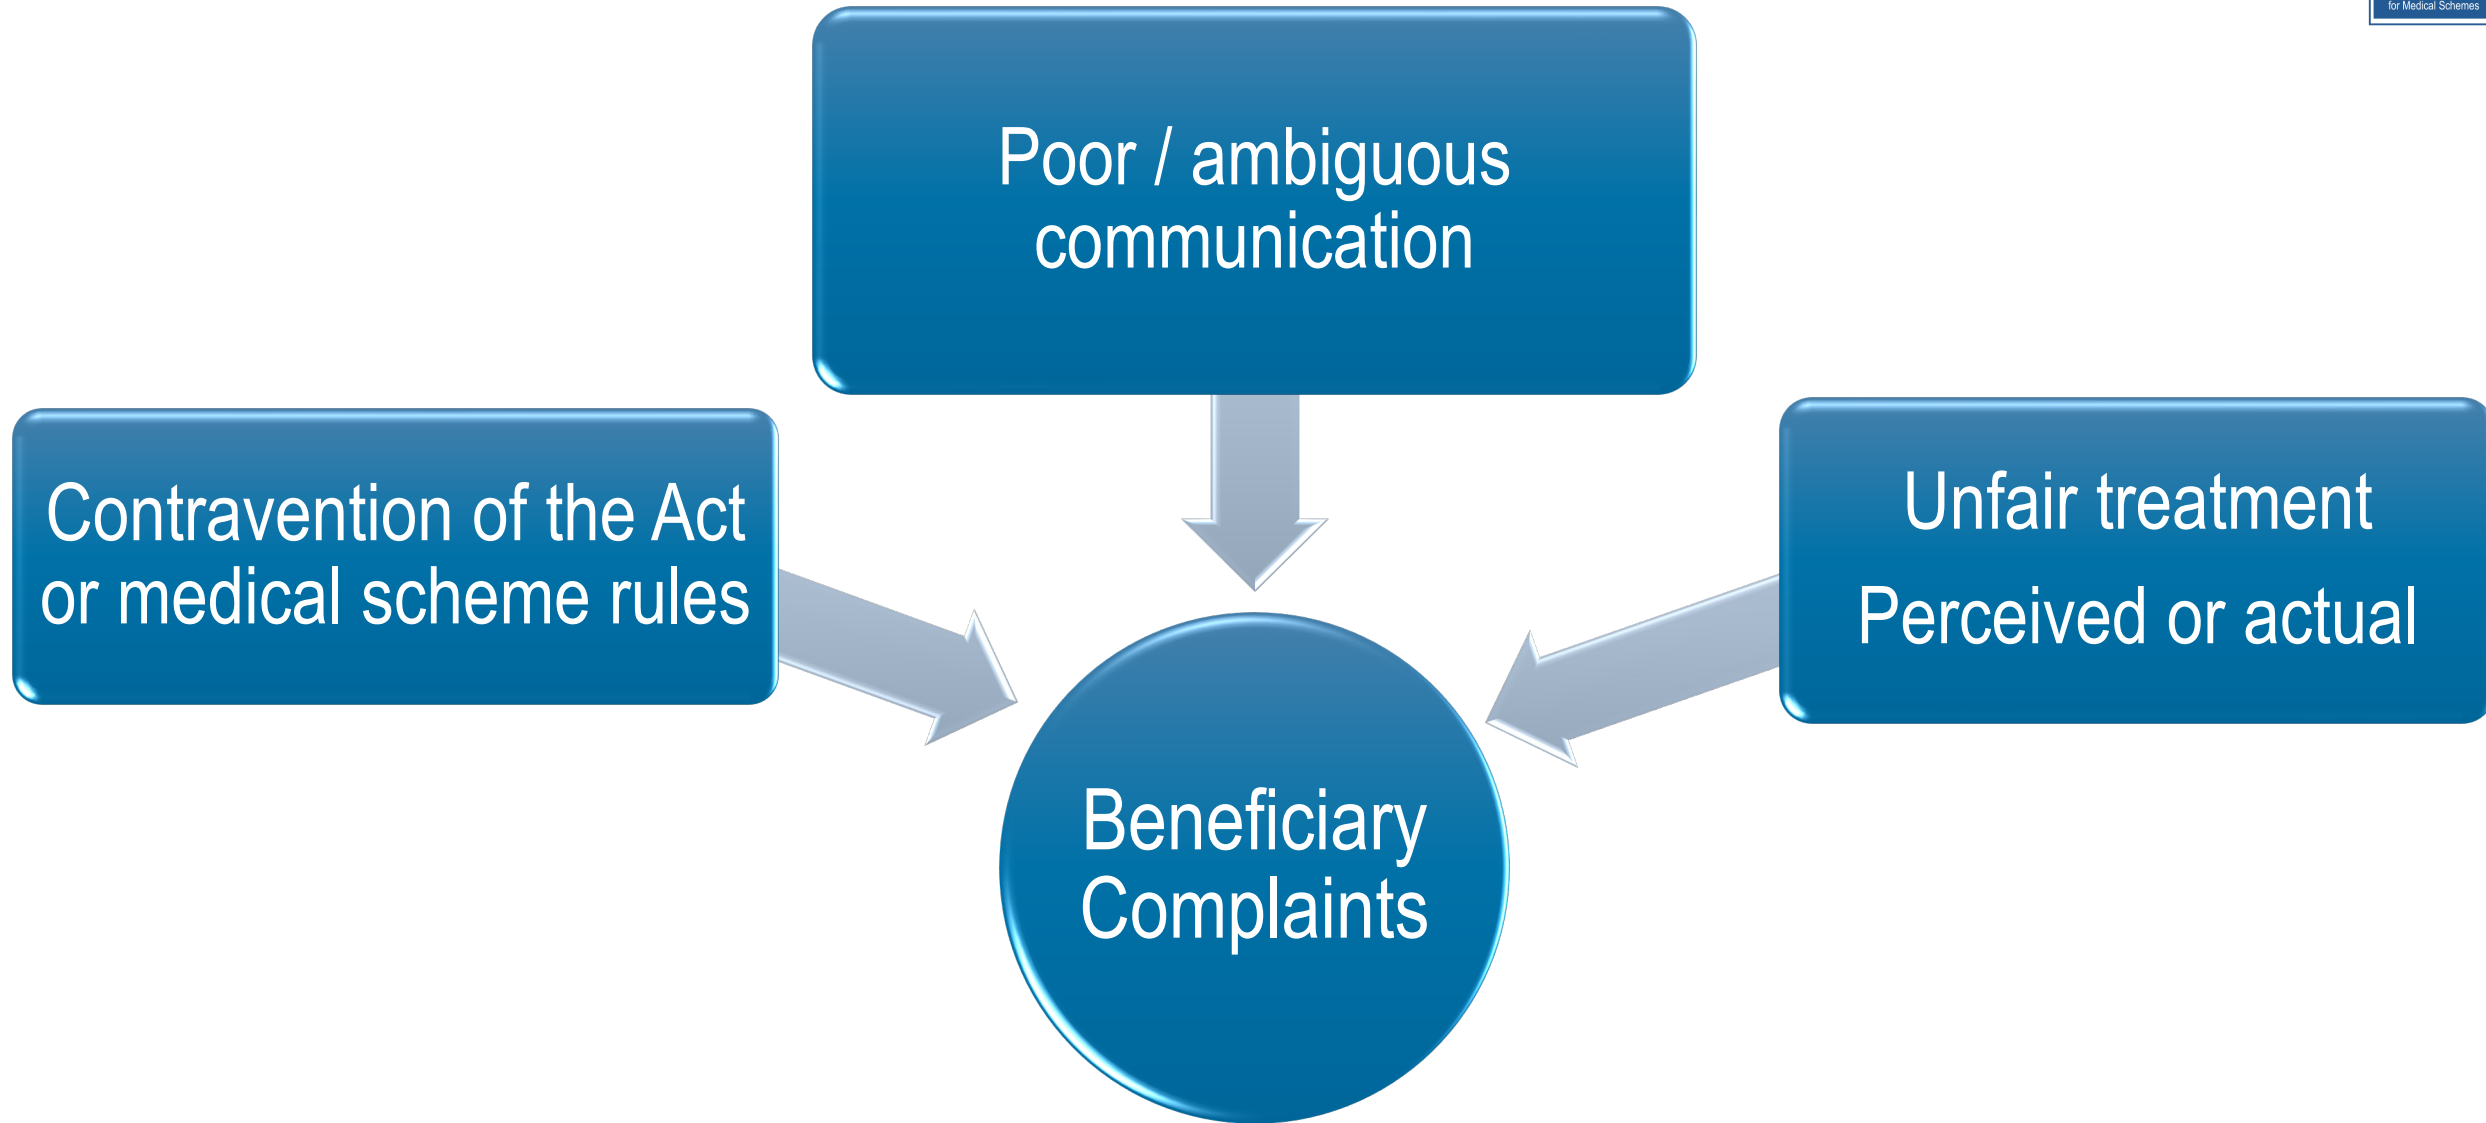 for Medical Schemes
Poor / ambiguous
communication
Contravention of the Act
or medical scheme rules
Unfair treatment
Perceived or actual
Beneficiary
Complaints